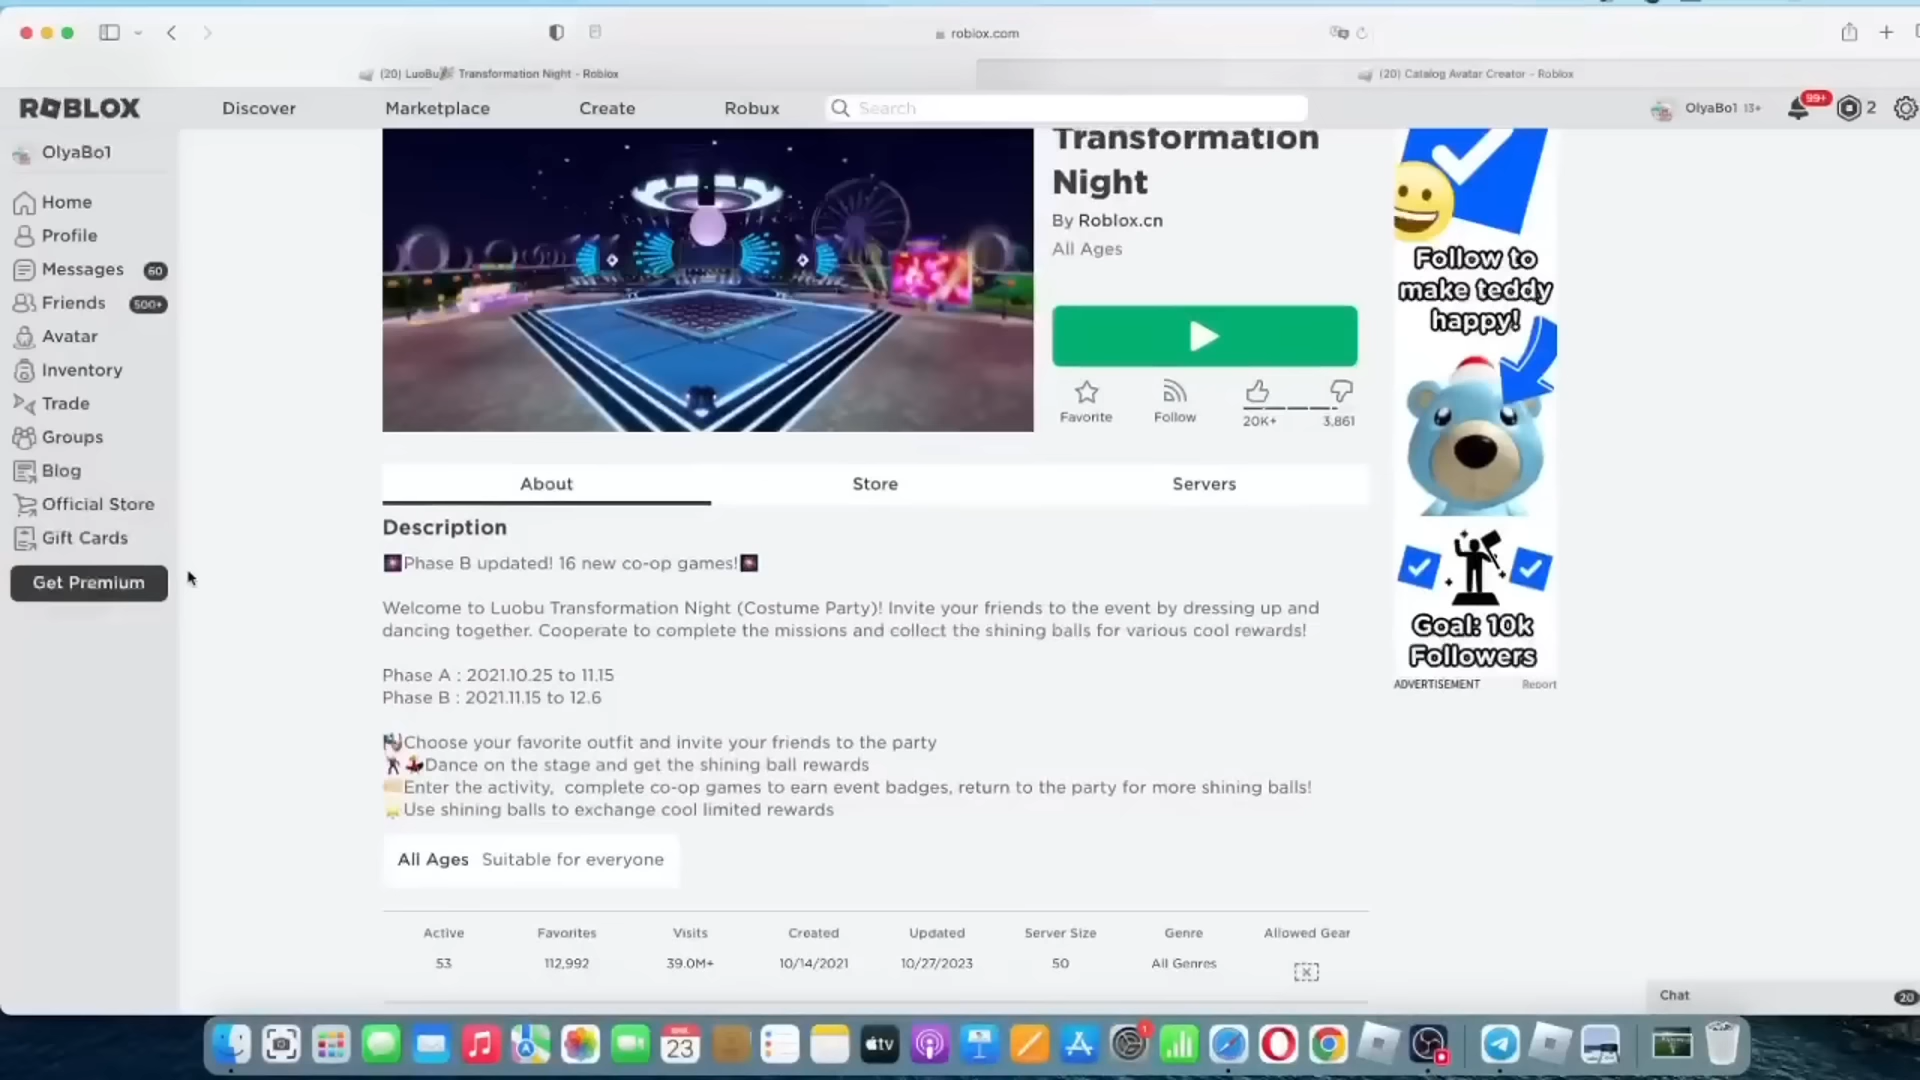 roblox.com
(20) LuoBu Transformation Night - Roblox
(20) Catalog Avatar Creator - Roblox
ROBLOX
Discover
Marketplace
Create
Robux
Search
OlyaBo1 13+
99+
2
OlyaBo1
Home
Profile
Messages 60
Friends 500+
Avatar
Inventory
Trade
Groups
Blog
Official Store
Gift Cards
Get Premium
Transformation
Night
By Roblox.cn
All Ages
Favorite
Follow
20K+
3,861
About
Store
Servers
Description
Phase B updated! 16 new co-op games!
Welcome to Luobu Transformation Night (Costume Party)! Invite your friends to the event by dressing up and
dancing together. Cooperate to complete the missions and collect the shining balls for various cool rewards!
Phase A : 2021.10.25 to 11.15
Phase B : 2021.11.15 to 12.6
Choose your favorite outfit and invite your friends to the party
Dance on the stage and get the shining ball rewards
Enter the activity, complete co-op games to earn event badges, return to the party for more shining balls!
Use shining balls to exchange cool limited rewards
All Ages Suitable for everyone
Active Favorites Visits Created Updated Server Size Genre Allowed Gear
53 112,992 39.0M+ 10/14/2021 10/27/2023 50 All Genres
Follow to
make teddy
happy!
Goal: 10k
Followers
ADVERTISEMENT
Report
Chat
20
23
tv
1